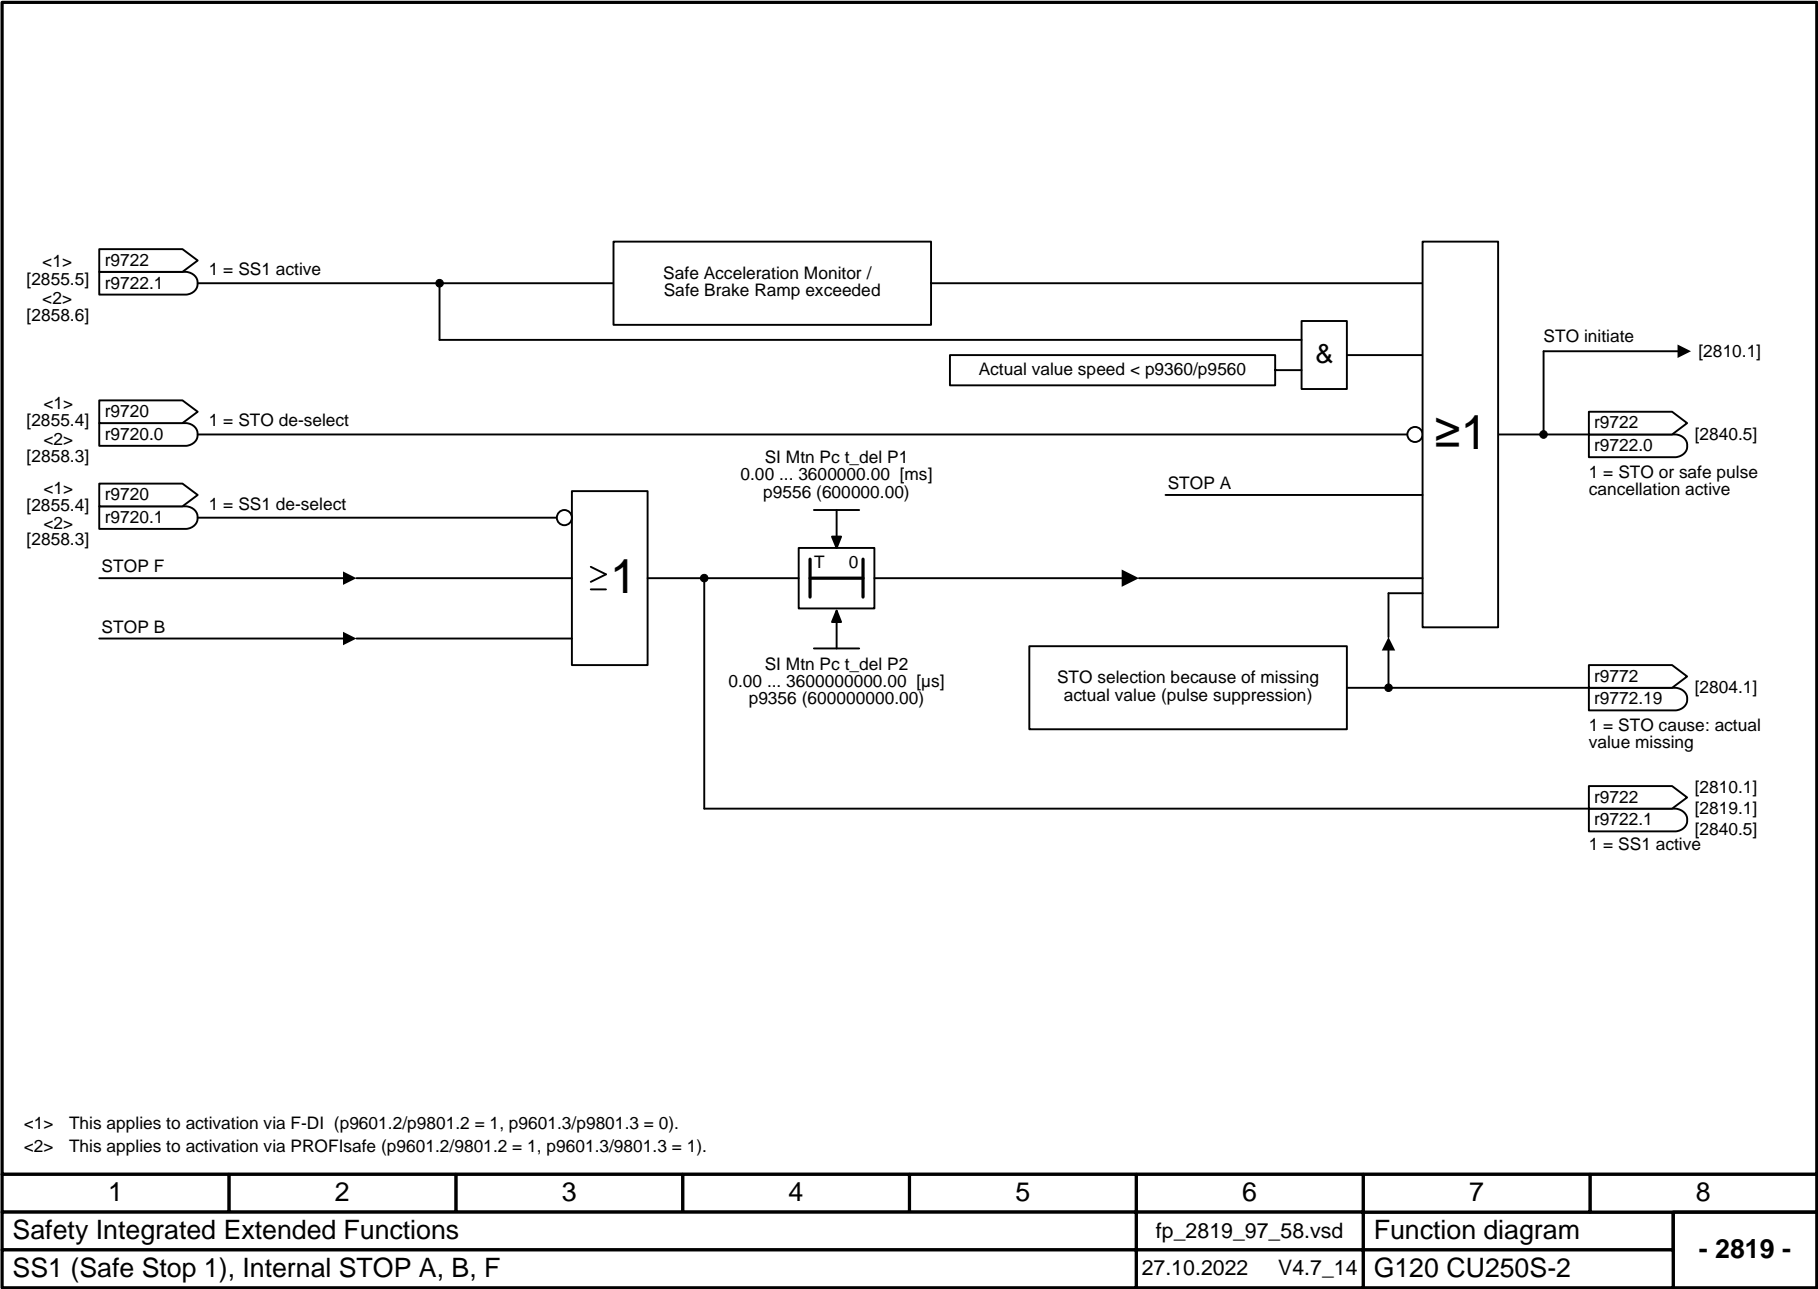 <1>
[2855.5]
<2>
[2858.6]
r9722
r9722.1
1 = SS1 active
Safe Acceleration Monitor /
Safe Brake Ramp exceeded
&
Actual value speed < p9360/p9560
<1>
[2855.4]
<2>
[2858.3]
r9720
r9720.0
1 = STO de-select
≥1
STO initiate
[2810.1]
r9722
r9722.0
[2840.5]
1 = STO or safe pulse
cancellation active
<1>
[2855.4]
<2>
[2858.3]
r9720
r9720.1
1 = SS1 de-select
STOP F
STOP B
≥1
SI Mtn Pc t_del P1
0.00 ... 3600000.00 [ms]
p9556 (600000.00)
T 0
SI Mtn Pc t_del P2
0.00 ... 3600000000.00 [µs]
p9356 (600000000.00)
STOP A
STO selection because of missing
actual value (pulse suppression)
r9772
r9772.19
[2804.1]
1 = STO cause: actual
value missing
r9722
r9722.1
[2810.1]
[2819.1]
[2840.5]
1 = SS1 active
<1> This applies to activation via F-DI (p9601.2/p9801.2 = 1, p9601.3/p9801.3 = 0).
<2> This applies to activation via PROFIsafe (p9601.2/9801.2 = 1, p9601.3/9801.3 = 1).
1 2 3 4 5 6 7 8
Safety Integrated Extended Functions
fp_2819_97_58.vsd
Function diagram
- 2819 -
SS1 (Safe Stop 1), Internal STOP A, B, F
27.10.2022 V4.7_14
G120 CU250S-2